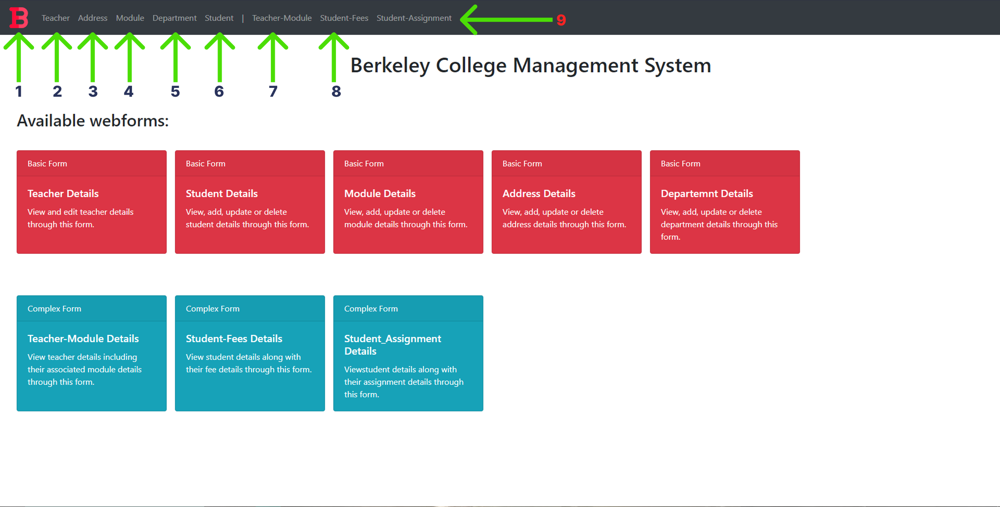 B Teacher Address Module Department Student | Teacher-Module Student-Fees Student-Assignment 9
1 2 3 4 5 6 7 8
Berkeley College Management System
Available webforms:
Basic Form
Teacher Details
View and edit teacher details
through this form.
Basic Form
Student Details
View, add, update or delete
student details through this form.
Basic Form
Module Details
View, add, update or delete
module details through this form.
Basic Form
Address Details
View, add, update or delete
address details through this form.
Basic Form
Departemnt Details
View, add, update or delete
department details through this
form.
Complex Form
Teacher-Module Details
View teacher details including
their associated module details
through this form.
Complex Form
Student-Fees Details
View student details along with
their fee details through this form.
Complex Form
Student_Assignment
Details
Viewstudent details along with
their assignment details through
this form.